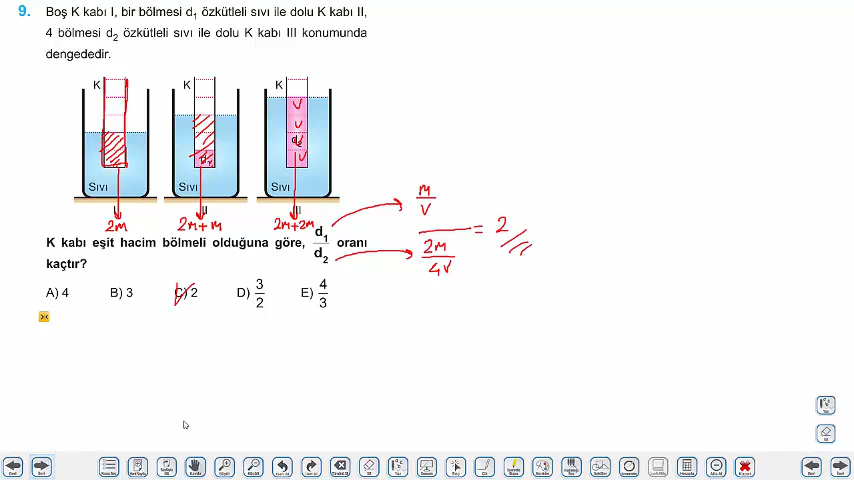 9. Boş K kabı I, bir bölmesi d1 özkütleli sıvı ile dolu K kabı II,
4 bölmesi d2 özkütleli sıvı ile dolu K kabı III konumunda
dengededir.
K K K
V
V
d2 V
d1 V
Sıvı Sıvı Sıvı
I II III
2m 2m+m 2m+2m
m
V
= 2
2m
4V
K kabı eşit hacim bölmeli olduğuna göre, d1/d2 oranı
kaçtır?
A) 4 B) 3 C) 2 D) 3/2 E) 4/3